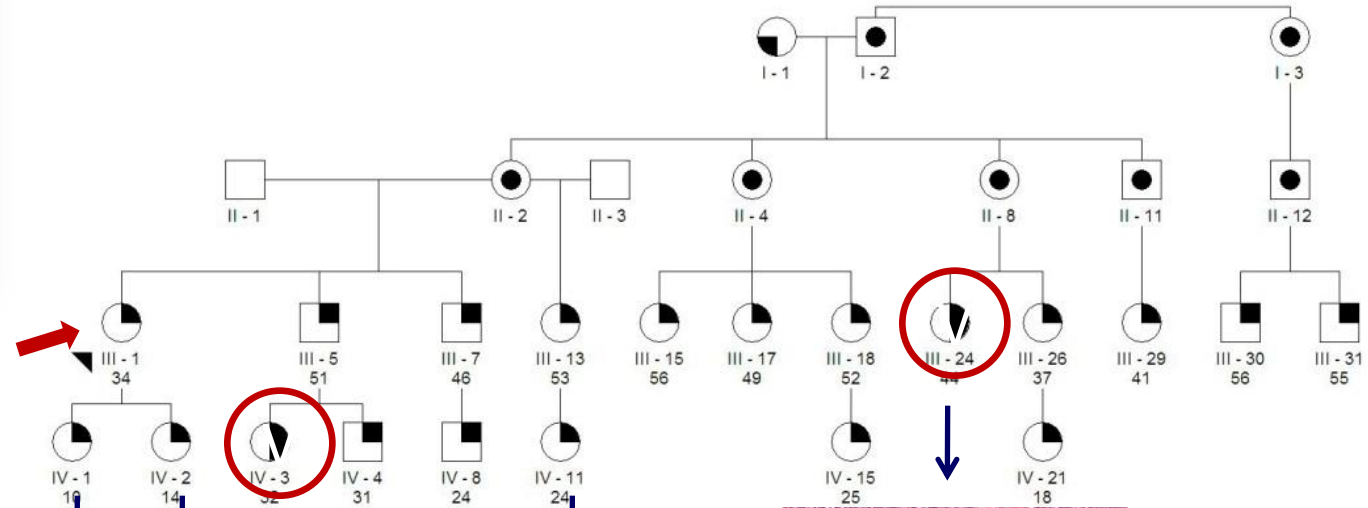 I - 1 I - 2 I - 3
II - 1 II - 2 II - 3 II - 4 II - 8 II - 11 II - 12
III - 1 III - 5 III - 7 III - 13 III - 15 III - 17 III - 18 III - 24 III - 26 III - 29 III - 30 III - 31
34 51 46 53 56 49 52 44 37 41 56 55
IV - 1 IV - 2 IV - 3 IV - 4 IV - 8 IV - 11 IV - 15 IV - 21
10 14 32 31 24 24 25 18